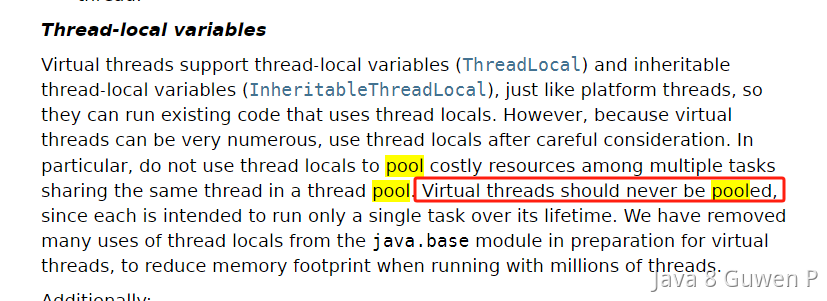 thread.
Thread-local variables
Virtual threads support thread-local variables (ThreadLocal) and inheritable
thread-local variables (InheritableThreadLocal), just like platform threads, so
they can run existing code that uses thread locals. However, because virtual
threads can be very numerous, use thread locals after careful consideration. In
particular, do not use thread locals to pool costly resources among multiple tasks
sharing the same thread in a thread pool. Virtual threads should never be pooled,
since each is intended to run only a single task over its lifetime. We have removed
many uses of thread locals from the java.base module in preparation for virtual
threads, to reduce memory footprint when running with millions of threads.
Java 8 Guwen P
Additionally: